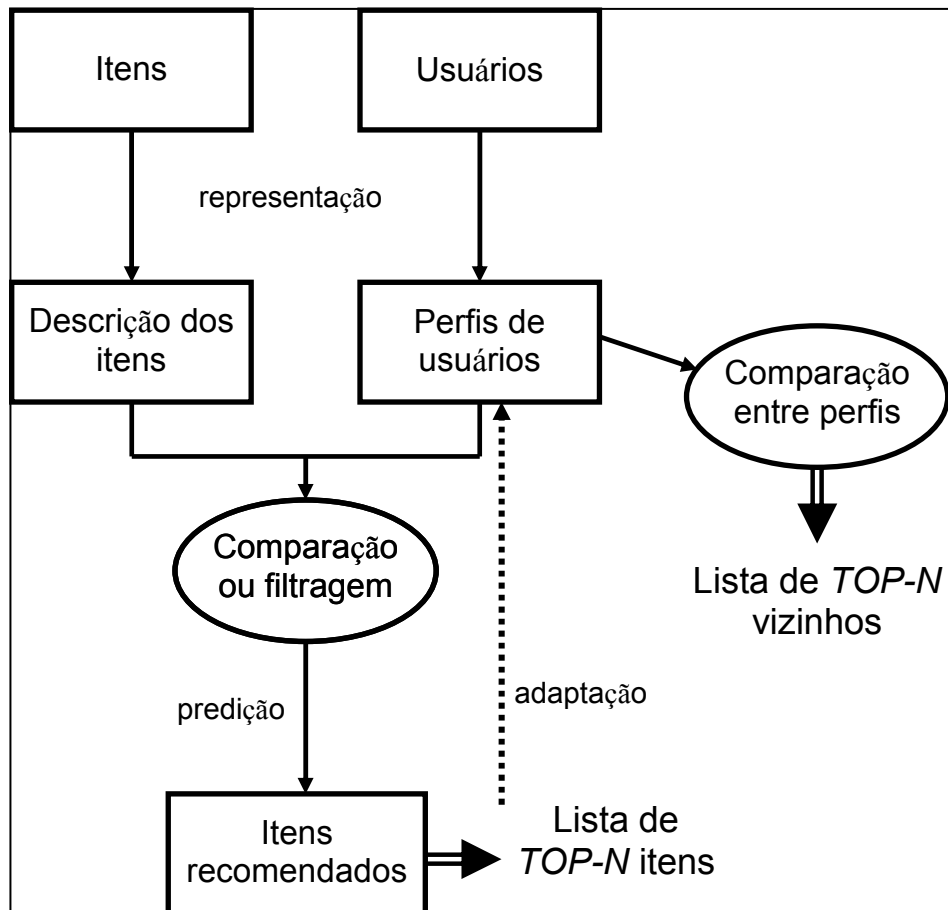 Itens
Usuários
representação
Descrição dos
itens
Perfis de
usuários
Comparação
entre perfis
Comparação
ou filtragem
Lista de TOP-N
vizinhos
predição
adaptação
Itens
recomendados
Lista de
TOP-N itens